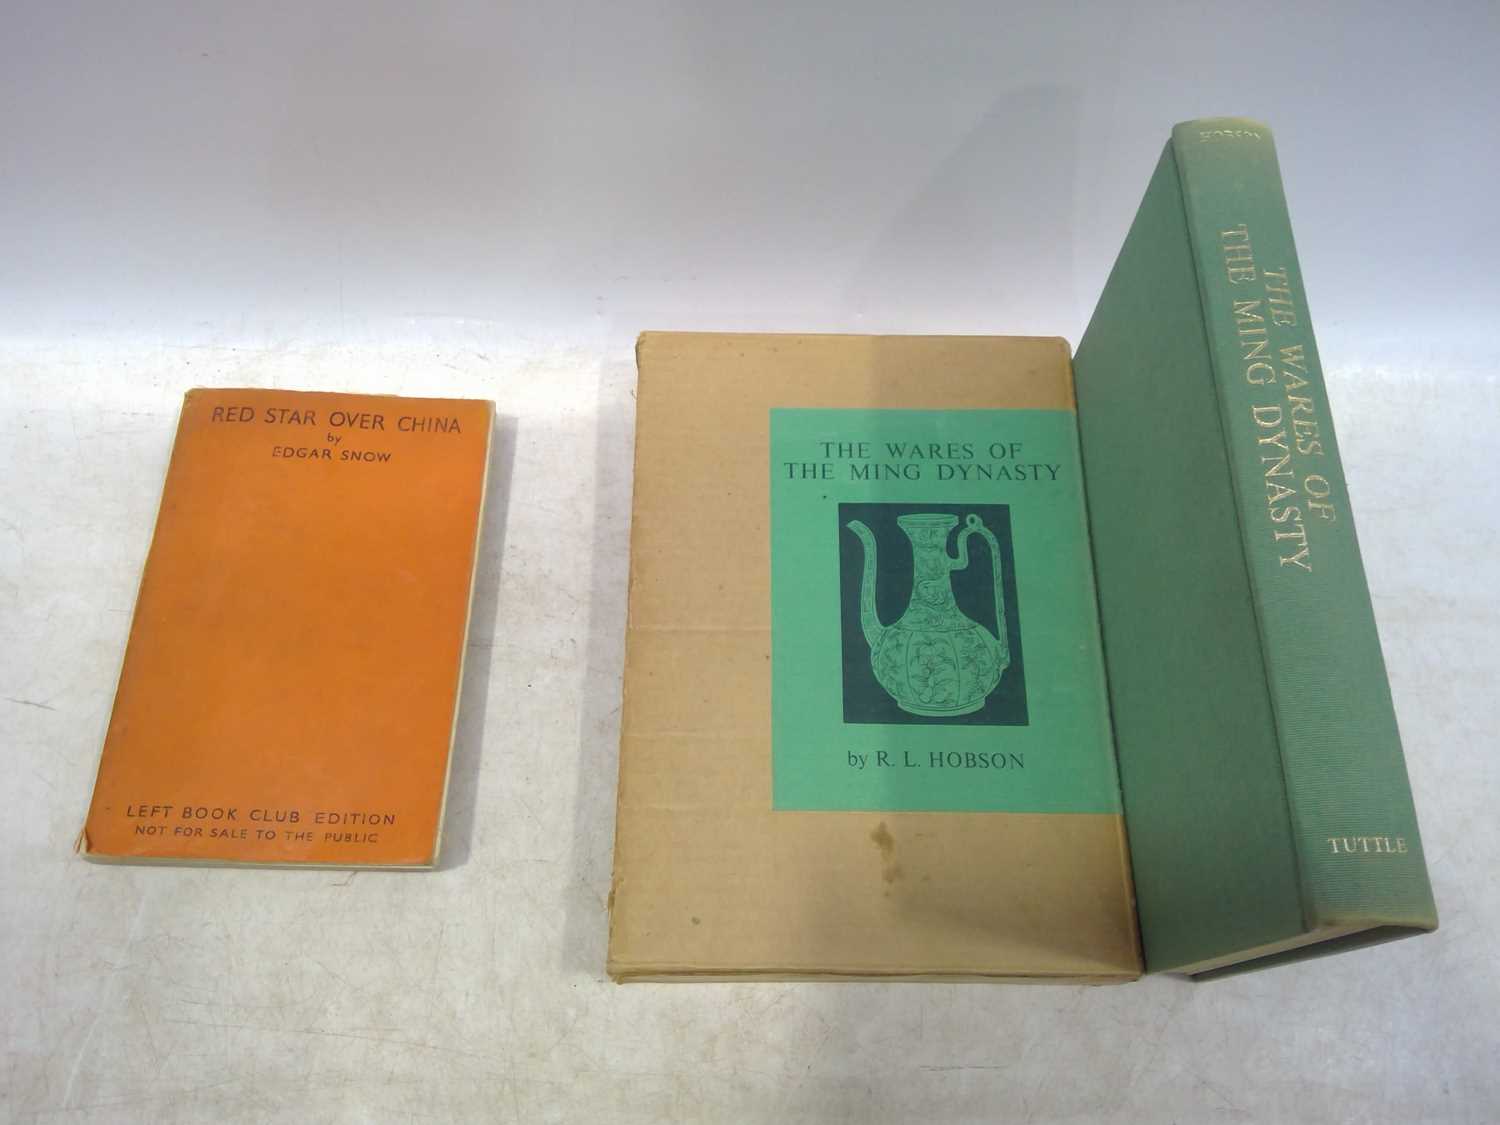 RED STAR OVER CHINA
by
EDGAR SNOW
LEFT BOOK CLUB EDITION
NOT FOR SALE TO THE PUBLIC
THE WARES OF
THE MING DYNASTY
by R. L. HOBSON
HOBSON
THE WARES OF
THE MING DYNASTY
TUTTLE